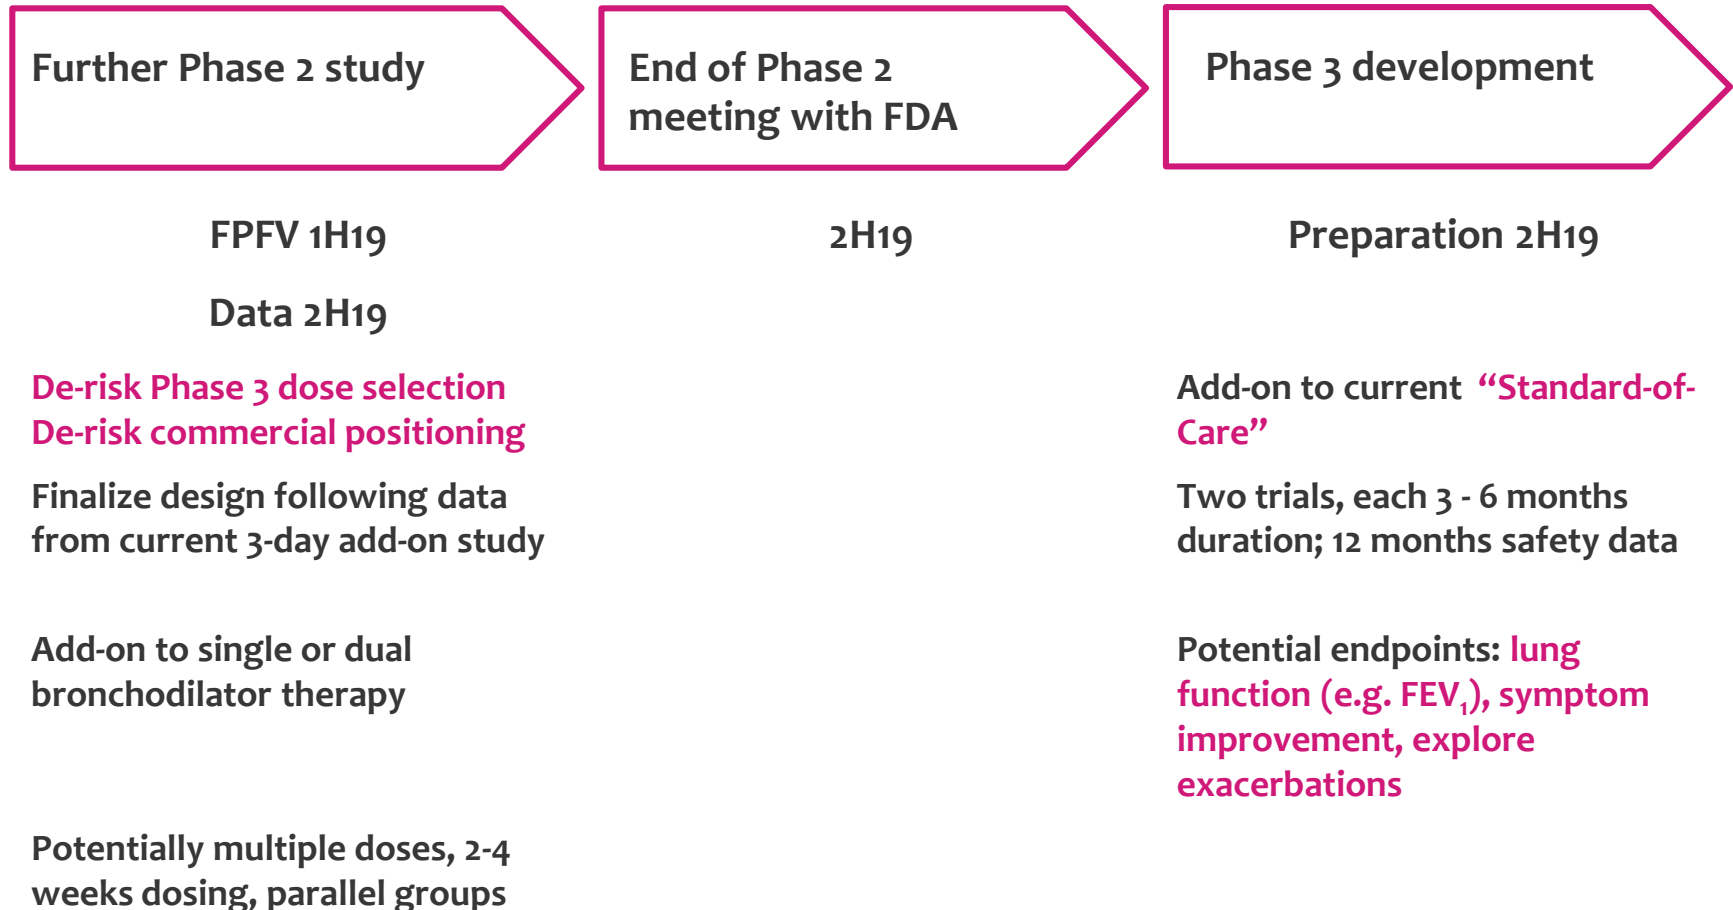 Further Phase 2 study
End of Phase 2
meeting with FDA
Phase 3 development
FPFV 1H19
Data 2H19
2H19
Preparation 2H19
De-risk Phase 3 dose selection
De-risk commercial positioning
Finalize design following data
from current 3-day add-on study
Add-on to single or dual
bronchodilator therapy
Potentially multiple doses, 2-4
weeks dosing, parallel groups
Add-on to current “Standard-of-
Care”
Two trials, each 3 - 6 months
duration; 12 months safety data
Potential endpoints: lung
function (e.g. FEV₁), symptom
improvement, explore
exacerbations